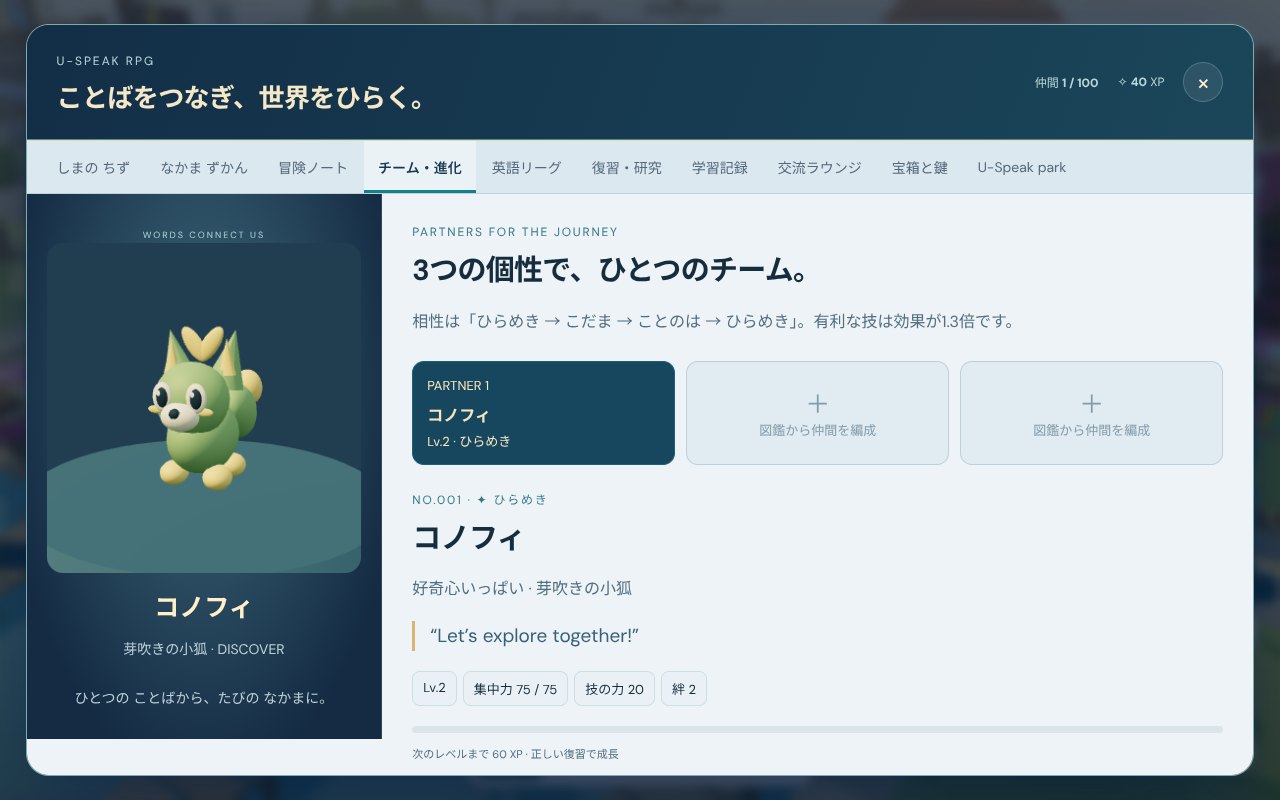 U-SPEAK RPG
ことばをつなぎ、世界をひらく。
仲間 1 / 100
✧ 40 XP
×
しまの ちず
なかま ずかん
冒険ノート
チーム・進化
英語リーグ
復習・研究
学習記録
交流ラウンジ
宝箱と鍵
U-Speak park
WORDS CONNECT US
コノフィ
芽吹きの小狐 · DISCOVER
ひとつの ことばから、たびの なかまに。
PARTNERS FOR THE JOURNEY
3つの個性で、ひとつのチーム。
相性は「ひらめき → こだま → ことのは → ひらめき」。有利な技は効果が1.3倍です。
PARTNER 1
コノフィ
Lv.2 · ひらめき
+
図鑑から仲間を編成
+
図鑑から仲間を編成
NO.001 · ✦ ひらめき
コノフィ
好奇心いっぱい · 芽吹きの小狐
“Let’s explore together!”
Lv.2
集中力 75 / 75
技の力 20
絆 2
次のレベルまで 60 XP · 正しい復習で成長